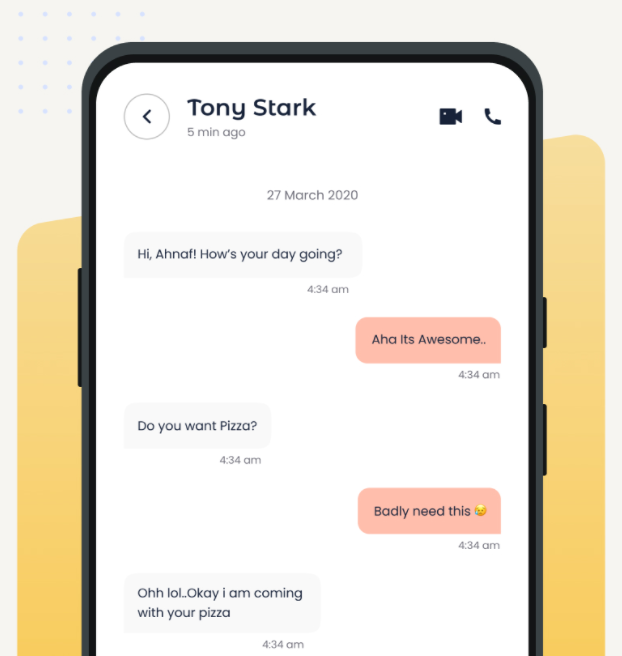 Tony Stark
5 min ago
27 March 2020
Hi, Ahnaf! How's your day going?
4:34 am
Aha Its Awesome..
4:34 am
Do you want Pizza?
4:34 am
Badly need this 😥
4:34 am
Ohh lol..Okay i am coming
with your pizza
4:34 am